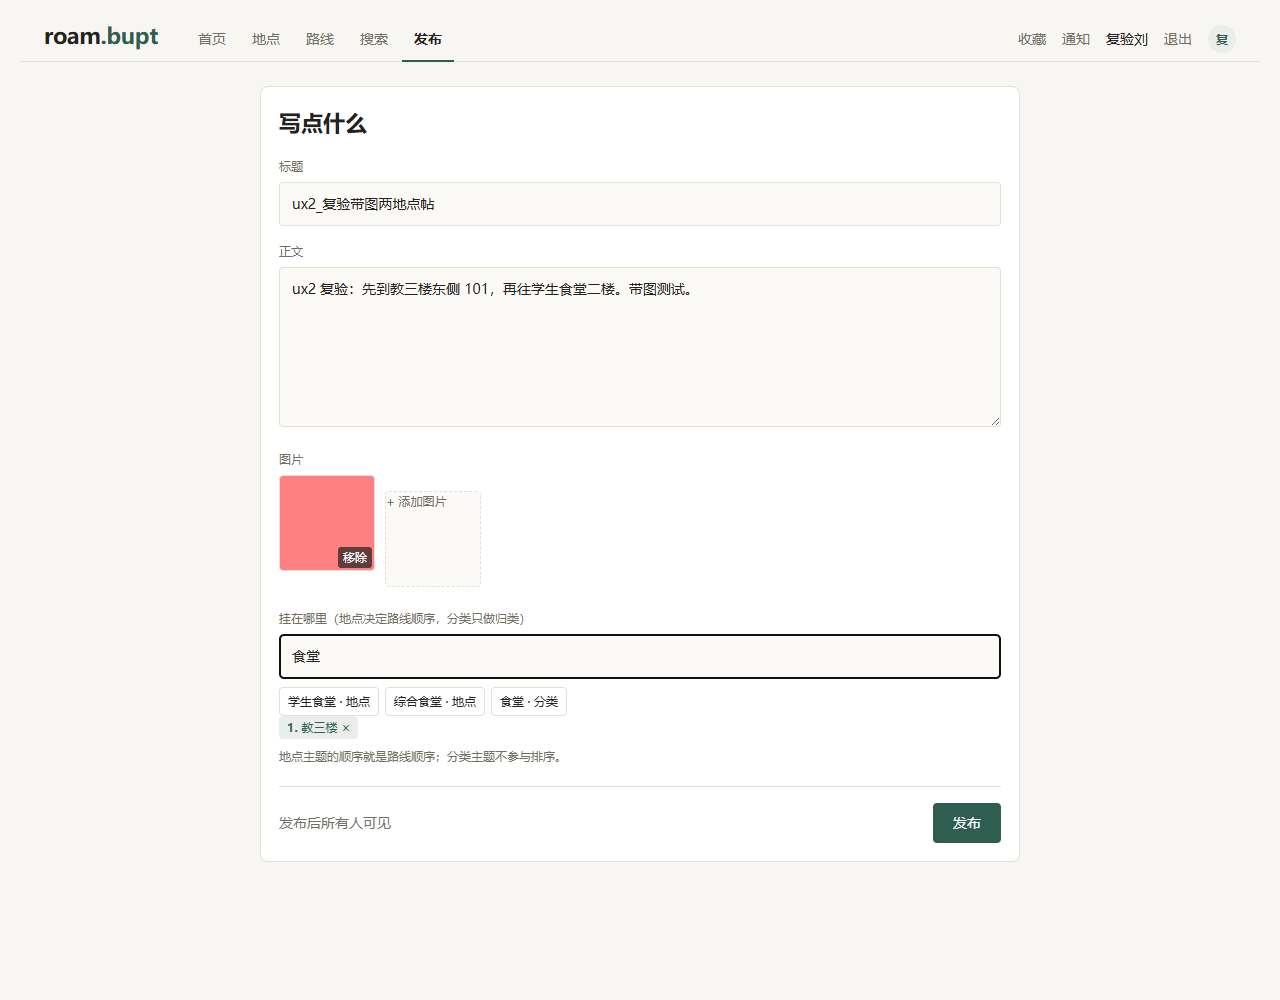 roam.bupt 首页 地点 路线 搜索 发布 收藏 通知 复验刘 退出 复
写点什么
标题
ux2_复验带图两地点帖
正文
ux2 复验：先到教三楼东侧 101，再往学生食堂二楼。带图测试。
图片
移除
+ 添加图片
挂在哪里（地点决定路线顺序，分类只做归类）
食堂
学生食堂 · 地点 综合食堂 · 地点 食堂 · 分类
1. 教三楼 ×
地点主题的顺序就是路线顺序；分类主题不参与排序。
发布后所有人可见 发布